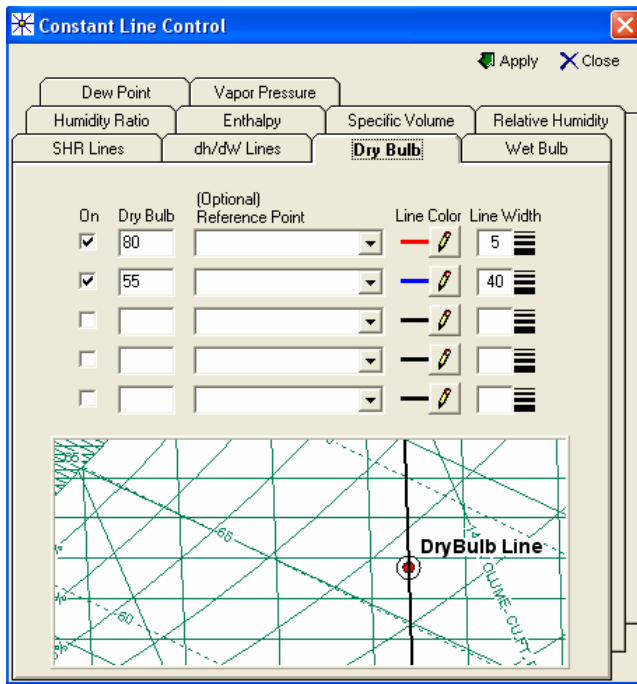 Constant Line Control
Apply Close
Dew Point Vapor Pressure
Humidity Ratio Enthalpy Specific Volume Relative Humidity
SHR Lines dh/dW Lines Dry Bulb Wet Bulb
(Optional)
On Dry Bulb Reference Point Line Color Line Width
80 5
55 40
65
DryBulb Line
60